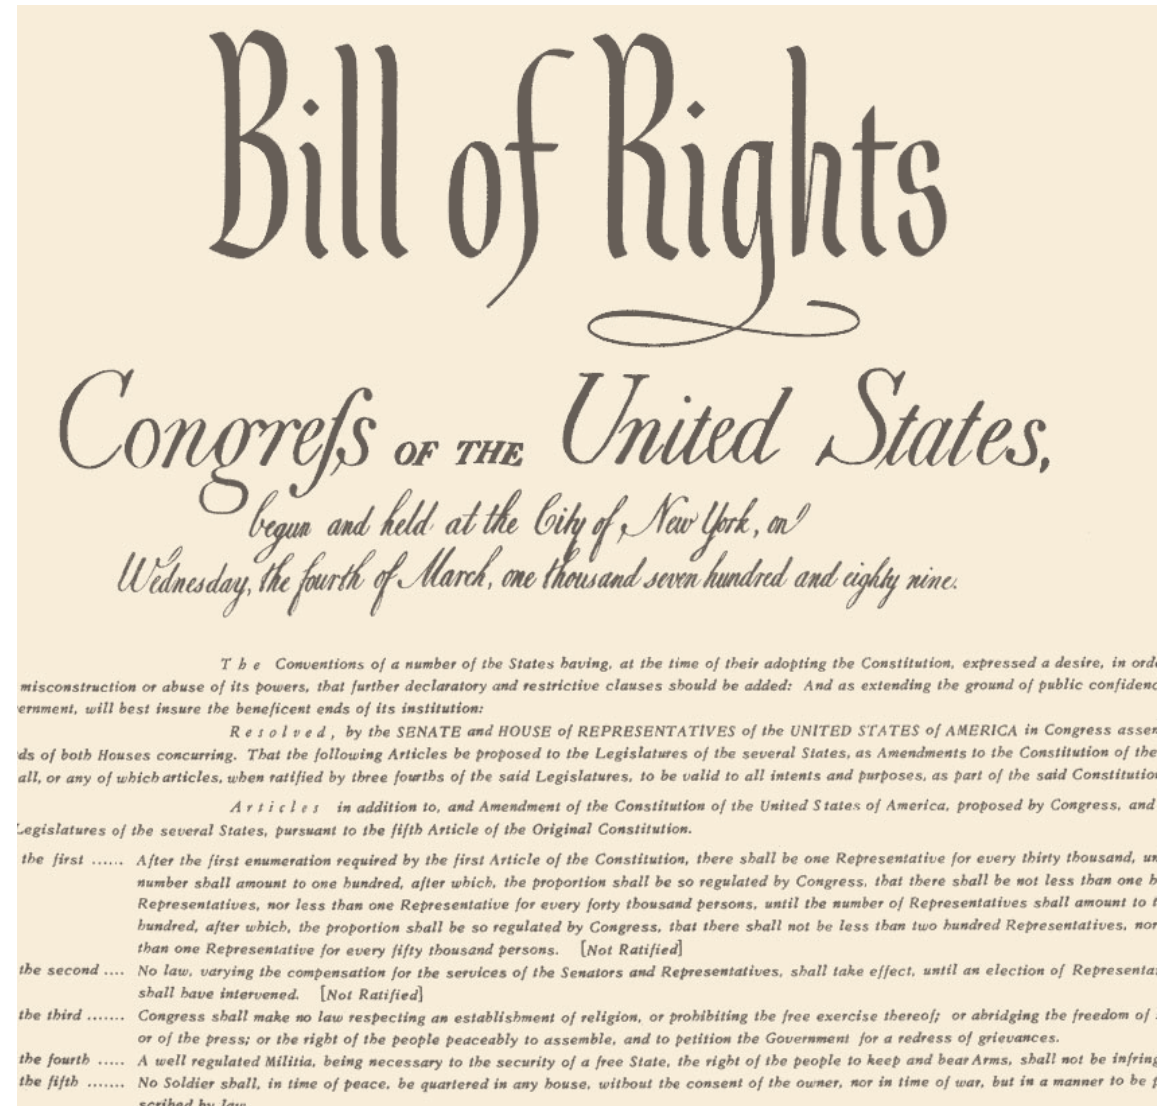 Bill of Rights
Congreſs OF THE United States,
begun and held at the City of New York, on
Wednesday, the fourth of March, one thousand seven hundred and eighty nine.
The Conventions of a number of the States having, at the time of their adopting the Constitution, expressed a desire, in
misconstruction or abuse of its powers, that further declaratory and restrictive clauses should be added: And as extending the ground of public
will best insure the beneficent ends of its institution:
Resolved, by the SENATE and HOUSE of REPRESENTATIVES of the UNITED STATES of AMERICA in Congress
of both Houses concurring. That the following Articles be proposed to the Legislatures of the several States, as Amendments to the Constitution of the
all, or any of which articles, when ratified by three fourths of the said Legislatures, to be valid to all intents and purposes, as part of the said
Articles in addition to, and Amendment of the Constitution of the United States of America, proposed by Congress, and
Legislatures of the several States, pursuant to the fifth Article of the Original Constitution.
the first ...... After the first enumeration required by the first Article of the Constitution, there shall be one Representative for every thirty thousand,
number shall amount to one hundred, after which, the proportion shall be so regulated by Congress, that there shall be not less than one
Representatives, nor less than one Representative for every forty thousand persons, until the number of Representatives shall amount to
hundred, after which, the proportion shall be so regulated by Congress, that there shall not be less than two hundred Representatives, nor
than one Representative for every fifty thousand persons. [Not Ratified]
the second .... No law, varying the compensation for the services of the Senators and Representatives, shall take effect, until an election of
shall have intervened. [Not Ratified]
the third ....... Congress shall make no law respecting an establishment of religion, or prohibiting the free exercise thereof; or abridging the freedom of
or of the press; or the right of the people peaceably to assemble, and to petition the Government for a redress of grievances.
the fourth ..... A well regulated Militia, being necessary to the security of a free State, the right of the people to keep and bear Arms, shall not be
the fifth ....... No Soldier shall, in time of peace, be quartered in any house, without the consent of the owner, nor in time of war, but in a manner to be
scribed by law.